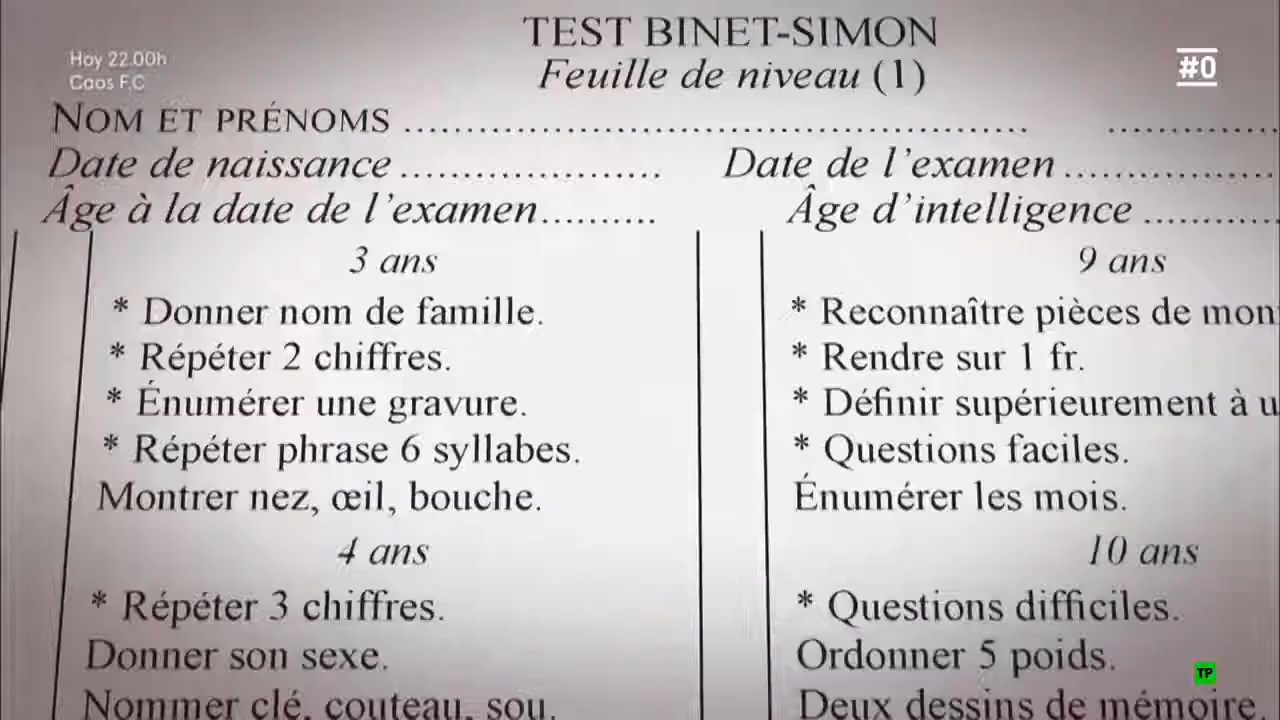 Hoy 22.00h
Caos F.C
#0
TEST BINET-SIMON
Feuille de niveau (1)
NOM ET PRÉNOMS ........................................................ ................
Date de naissance ........................
Date de l'examen ...................
Âge à la date de l'examen..........
Âge d'intelligence ............
3 ans
* Donner nom de famille.
* Répéter 2 chiffres.
* Énumérer une gravure.
* Répéter phrase 6 syllabes.
Montrer nez, œil, bouche.
4 ans
* Répéter 3 chiffres.
Donner son sexe.
Nommer clé, couteau, sou.
9 ans
* Reconnaître pièces de mon
* Rendre sur 1 fr.
* Définir supérieurement à u
* Questions faciles.
Énumérer les mois.
10 ans
* Questions difficiles.
Ordonner 5 poids.
Deux dessins de mémoire.
TP